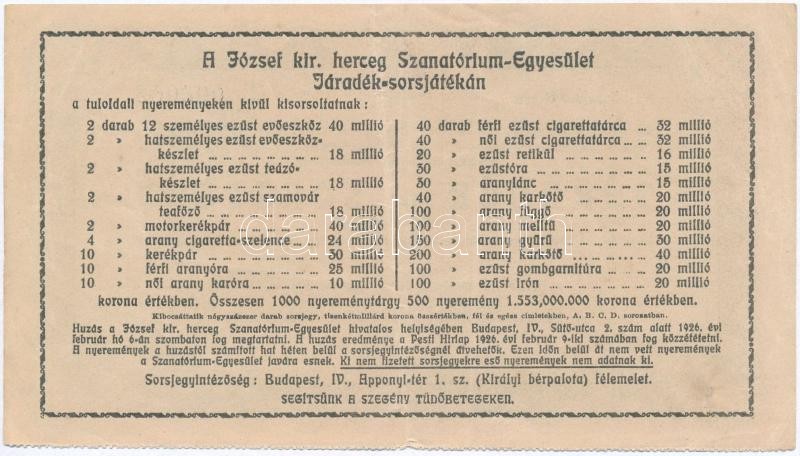 A József kir. herceg Szanatórium-Egyesület
Járadék-sorsjátékán
a tuloldali nyereményeken kivül kisorsoltatnak :
2 darab 12 személyes ezüst evőeszköz 40 millió
2 » hatszemélyes ezüst evőeszköz-
készlet ... 18 millió
2 » hatszemélyes ezüst teázó-
készlet ... 18 millió
2 » hatszemélyes ezüst szamovár
teafőző ... 18 millió
2 » motorkerékpár ... 40 millió
4 » arany cigaretta-szelence ... 24 millió
10 » kerékpár ... 30 millió
10 » férfi aranyóra ... 25 millió
10 » női arany karóra ... 10 millió
40 darab férfi ezüst cigarettatárca ... 32 millió
40 » női ezüst cigarettatárca ... 32 millió
20 » ezüst retikül ... 16 millió
30 » ezüstóra ... 15 millió
30 » aranylánc ... 15 millió
40 » arany karkötő ... 20 millió
100 » arany függő ... 20 millió
100 » arany melltű ... 20 millió
150 » arany gyűrű ... 30 millió
200 » arany karkötő ... 40 millió
100 » ezüst gombgarnitúra ... 20 millió
100 » ezüst irón ... 20 millió
korona értékben. Összesen 1000 nyereménytárgy 500 nyeremény 1.553,000.000 korona értékben.
Kibocsáttatik négyszázezer darab sorsjegy, tizenkétmilliárd korona összértékben, fél és egész címletekben, A. B. C. D. sorozatban.
Huzás a József kir. herceg Szanatórium-Egyesület hivatalos helyiségében Budapest, IV., Sütő-utca 2. szám alatt 1926. évi
február hó 6-án szombaton fog megtartatni. A huzás eredménye a Pesti Hirlap 1926. évi február 9-iki számában fog közzététetni.
A nyeremények a huzástól számitott hat héten belül a sorsjegyintézőségnél átvehetők. Ezen időn belül át nem vett nyeremények
a Szanatórium-Egyesület javára esnek. Ki nem fizetett sorsjegyekre eső nyeremények nem adatnak ki.
Sorsjegyintézőség : Budapest, IV., Apponyi-tér 1. sz. (Királyi bérpalota) félemelet.
SEGITSÜNK A SZEGÉNY TÜDŐBETEGEKEN.
darabanth